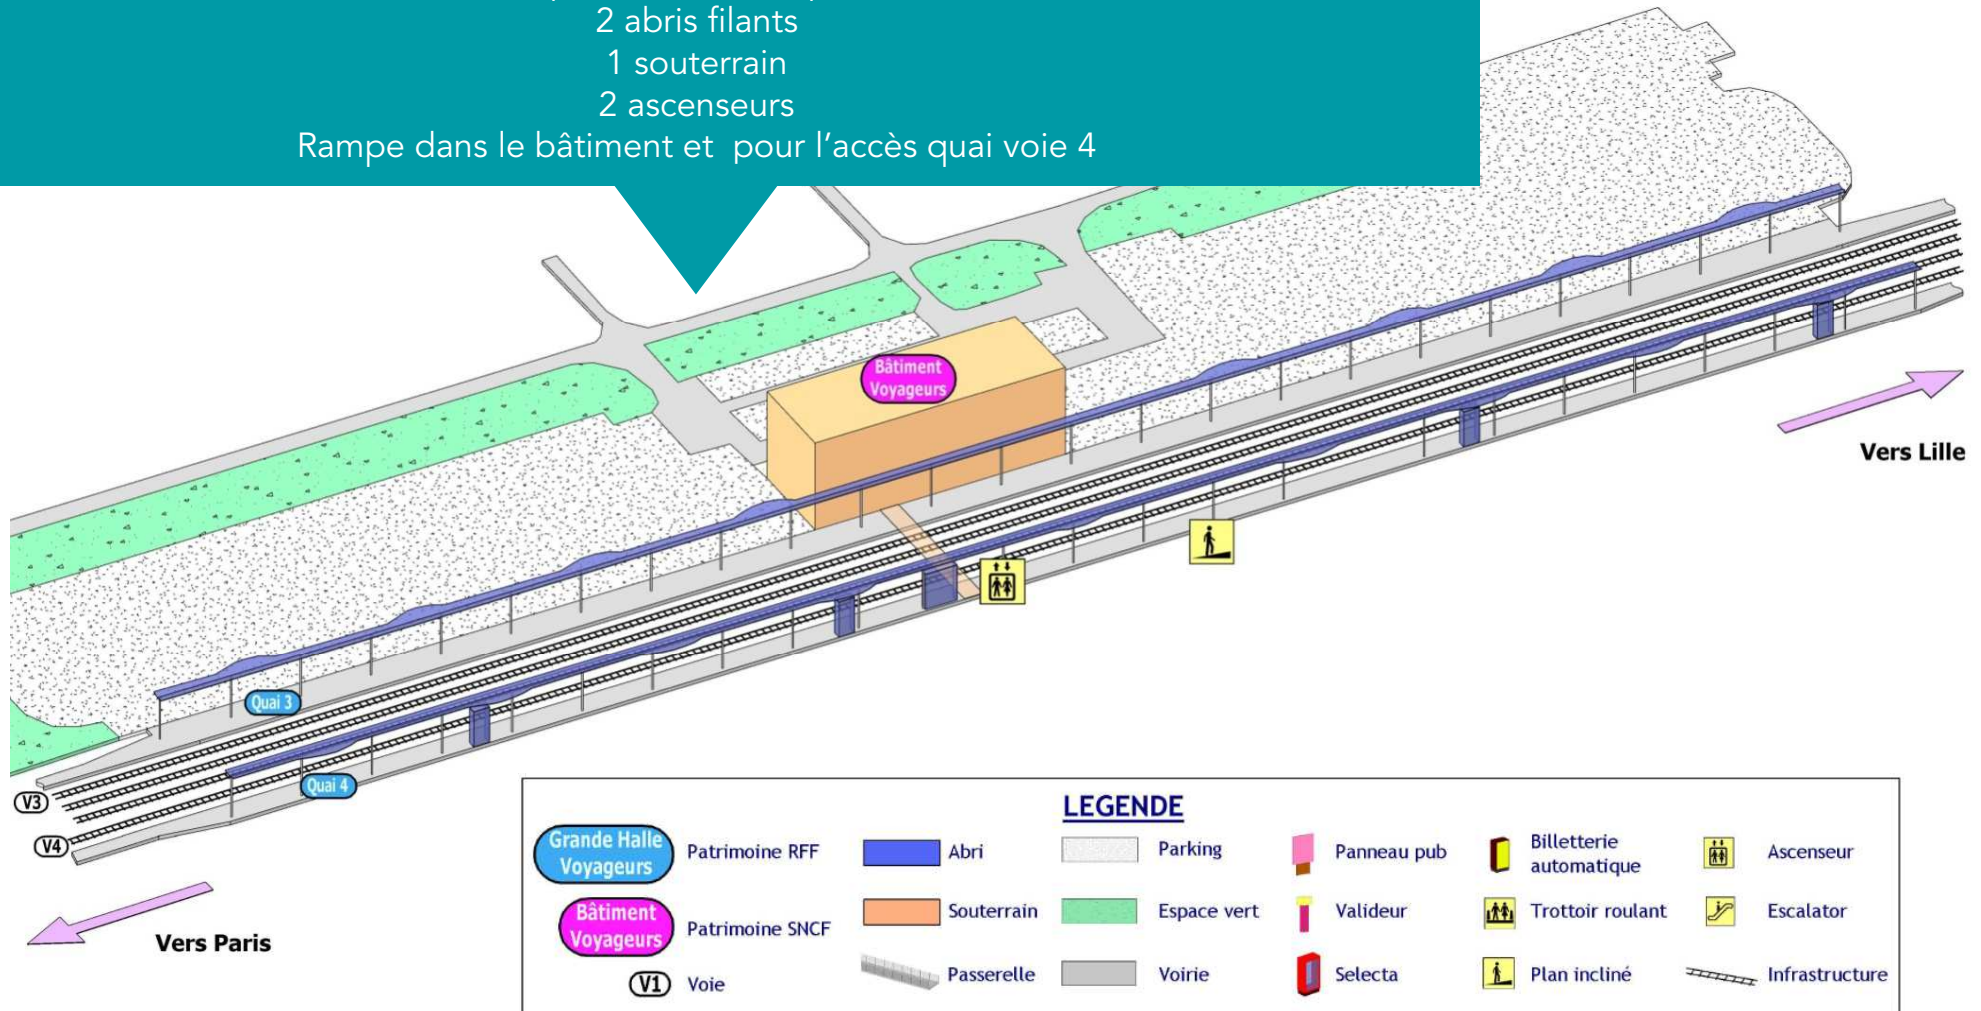 2 abris filants
1 souterrain
2 ascenseurs
Rampe dans le bâtiment et pour l'accès quai voie 4
Bâtiment
Voyageurs
Vers Lille
Quai 3
Quai 4
V3
V4
Vers Paris
LEGENDE
Grande Halle
Voyageurs
Patrimoine RFF
Abri
Parking
Panneau pub
Billetterie
automatique
Ascenseur
Bâtiment
Voyageurs
Patrimoine SNCF
Souterrain
Espace vert
Valideur
Trottoir roulant
Escalator
V1
Voie
Passerelle
Voirie
Selecta
Plan incliné
Infrastructure